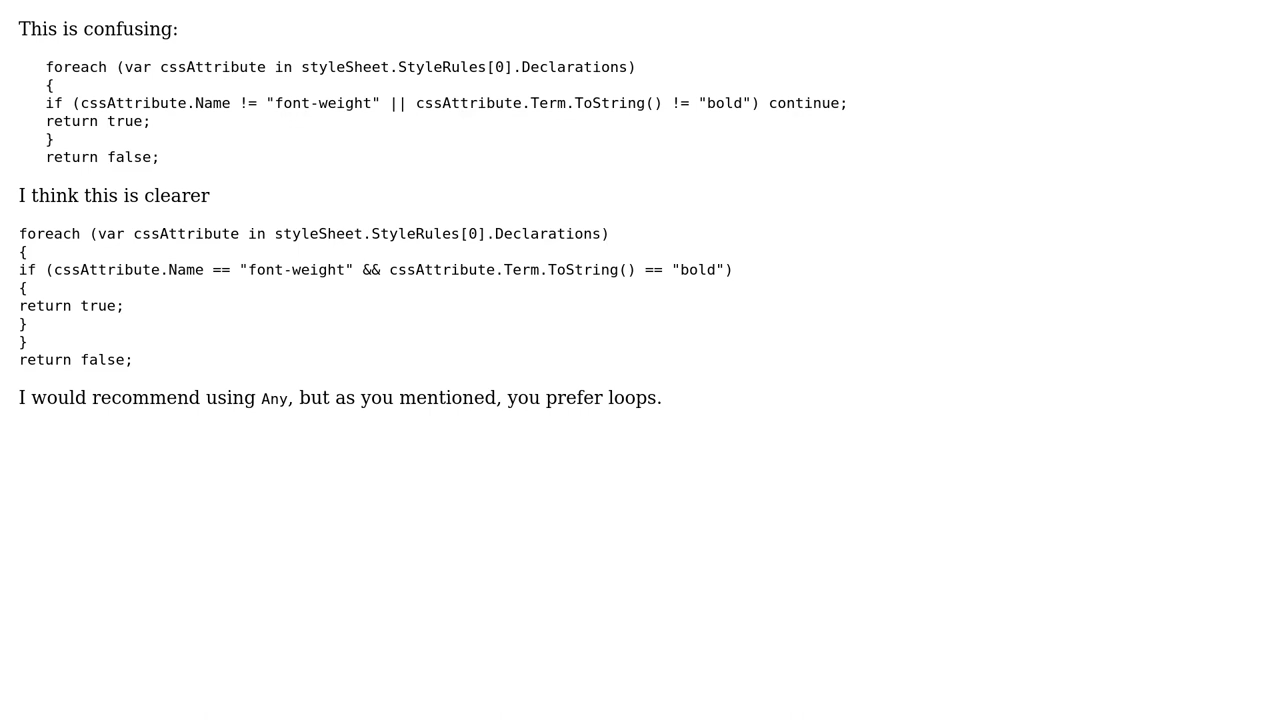 This is confusing:
foreach (var cssAttribute in styleSheet.StyleRules[0].Declarations)
{
if (cssAttribute.Name != "font-weight" || cssAttribute.Term.ToString() != "bold") continue;
return true;
}
return false;
I think this is clearer
foreach (var cssAttribute in styleSheet.StyleRules[0].Declarations)
{
if (cssAttribute.Name == "font-weight" && cssAttribute.Term.ToString() == "bold")
{
return true;
}
}
return false;
I would recommend using Any, but as you mentioned, you prefer loops.